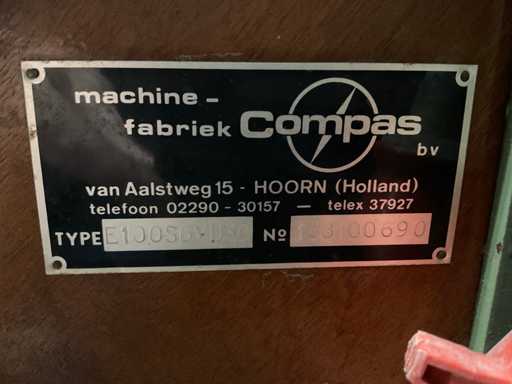 machine -
fabriek Compas
bv
van Aalstweg 15 - HOORN (Holland)
telefoon 02290 - 30157 — telex 37927
TYPE Nº